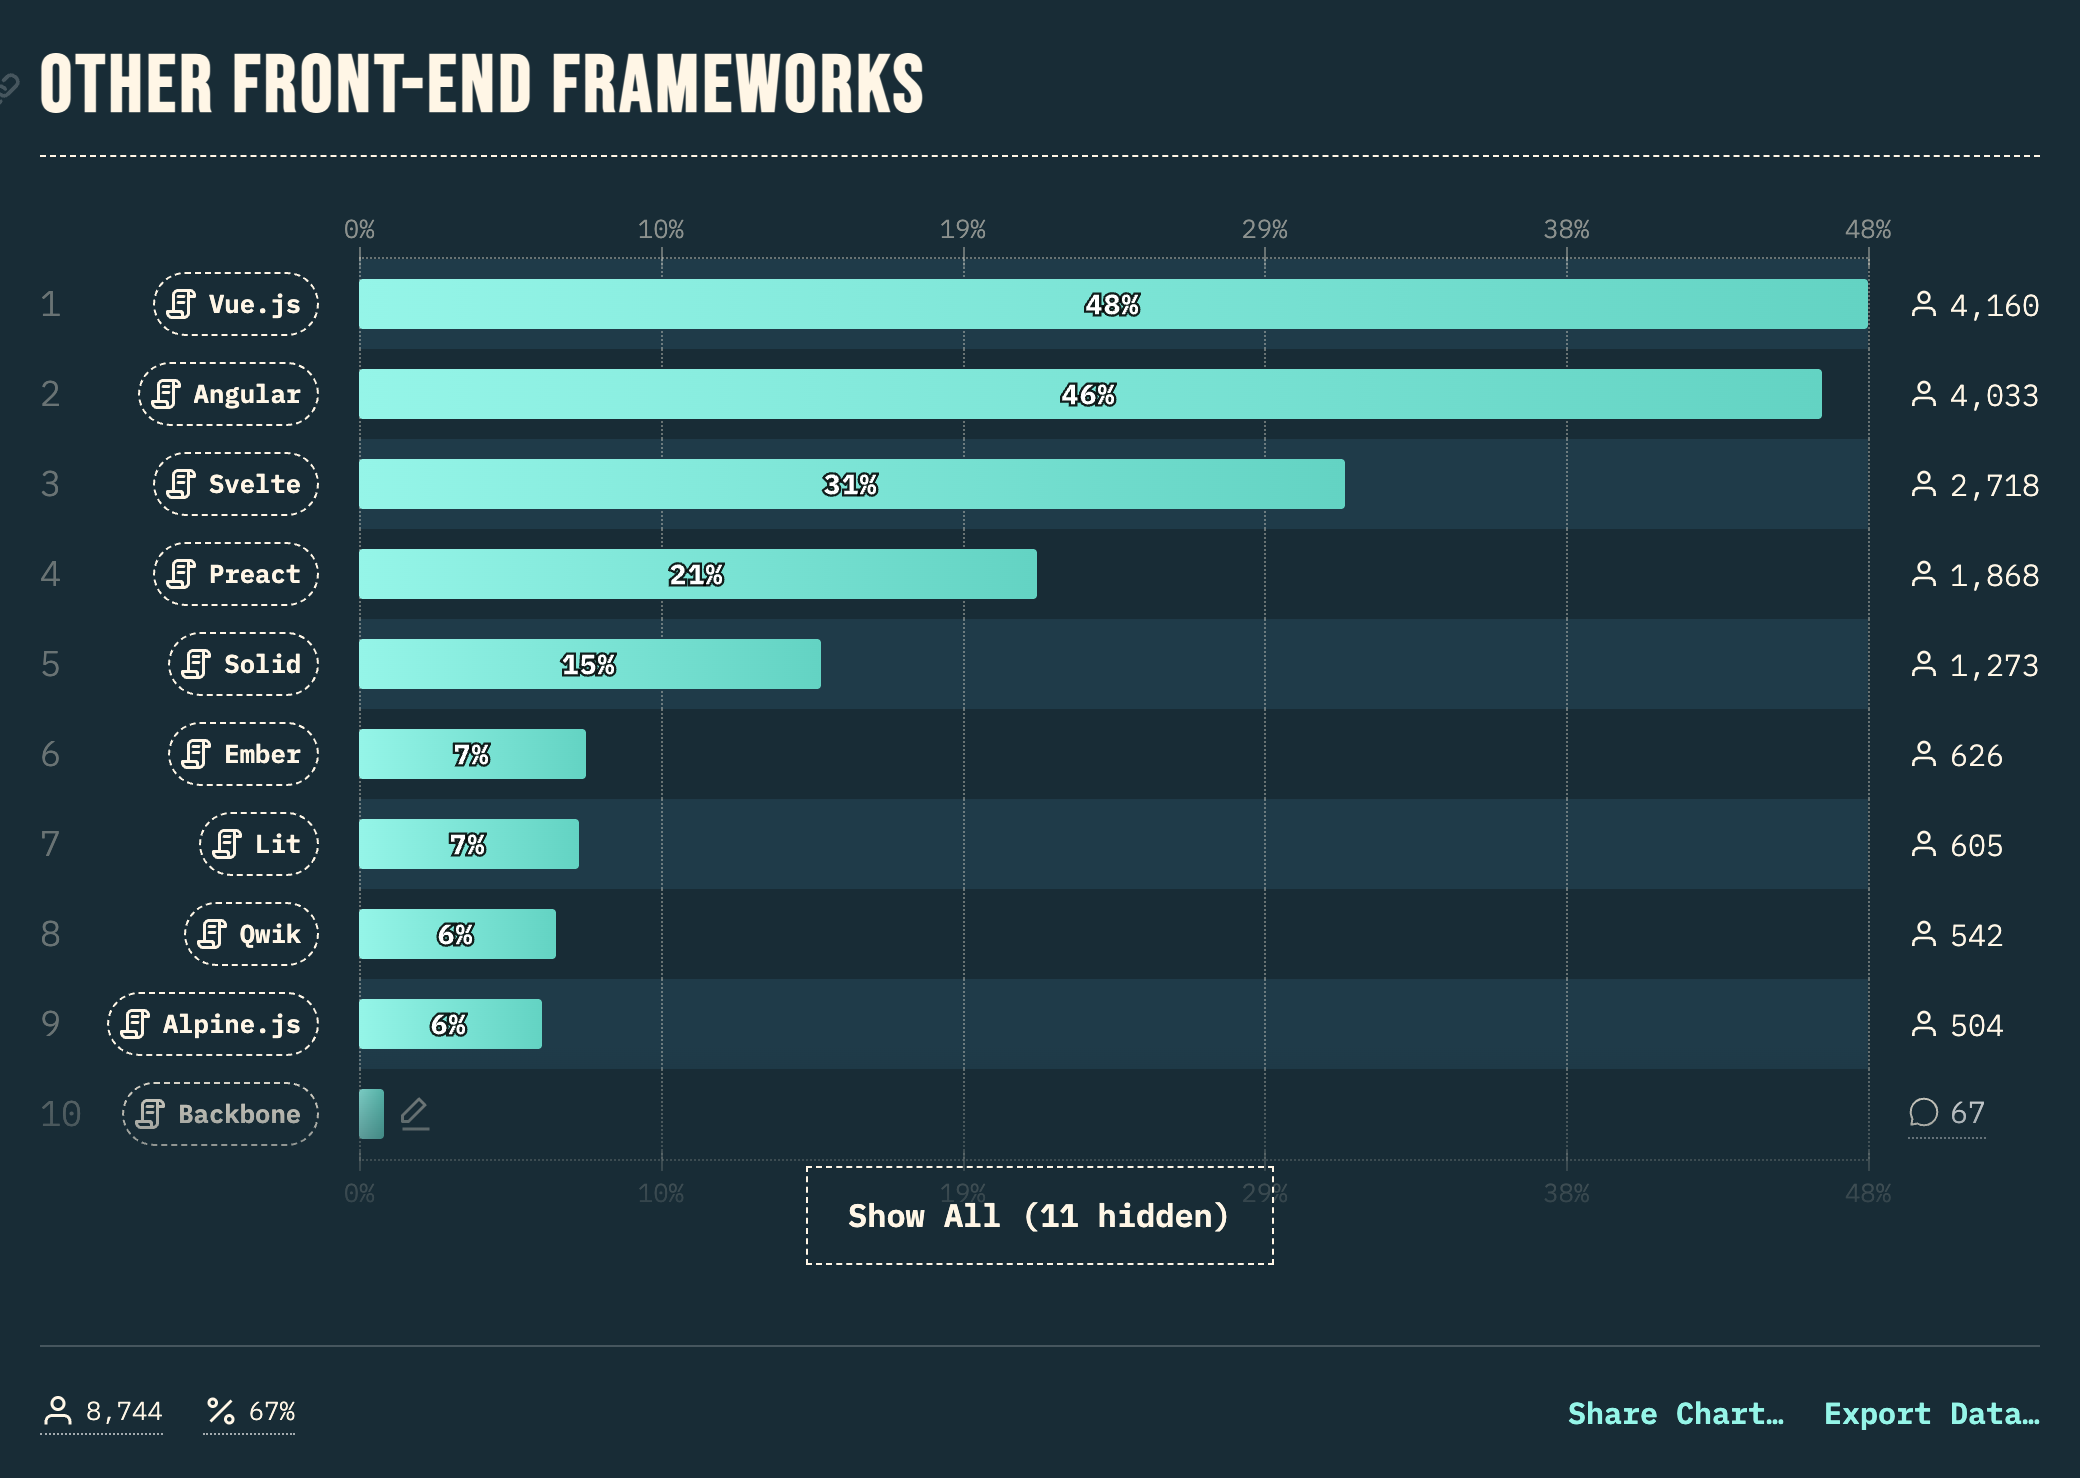 OTHER FRONT-END FRAMEWORKS
0% 10% 19% 29% 38% 48%
1 Vue.js 48% 4,160
2 Angular 46% 4,033
3 Svelte 31% 2,718
4 Preact 21% 1,868
5 Solid 15% 1,273
6 Ember 7% 626
7 Lit 7% 605
8 Qwik 6% 542
9 Alpine.js 6% 504
10 Backbone 67
0% 10% 19% 29% 38% 48%
Show All (11 hidden)
8,744 % 67% Share Chart… Export Data…